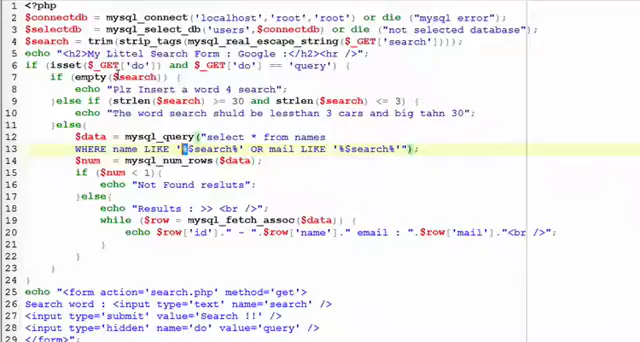 1 <?php
2 $connectdb = mysql_connect('localhost','root','root') or die ("mysql error");
3 $selectdb = mysql_select_db('users',$connectdb) or die ("not selected database");
4 $search = trim(strip_tags(mysql_real_escape_string($_GET['search'])));
5 echo "<h2>My Littel Search Form : Google :</h2><hr />";
6 if (isset($_GET['do']) and $_GET['do'] == 'query') {
7 if (empty($search)) {
8 echo "Plz Insert a word 4 search";
9 }else if (strlen($search) >= 30 and strlen($search) <= 3) {
10 echo "The word search shuld be lessthan 3 cars and big tahn 30";
11 }else{
12 $data = mysql_query("select * from names
13 WHERE name LIKE '%$search%' OR mail LIKE '%$search%'");
14 $num = mysql_num_rows($data);
15 if ($num < 1){
16 echo "Not Found resluts";
17 }else{
18 echo "Results : >> <br />";
19 while ($row = mysql_fetch_assoc($data)) {
20 echo $row['id']." - ".$row['name']." email : ".$row['mail']."<br />";
21 }
22 }
23 }
24 }
25 echo "<form action='search.php' method='get'>
26 Search word : <input type='text' name='search' />
27 <input type='submit' value='Search !!' />
28 <input type='hidden' name='do' value='query' />
29 </form>";